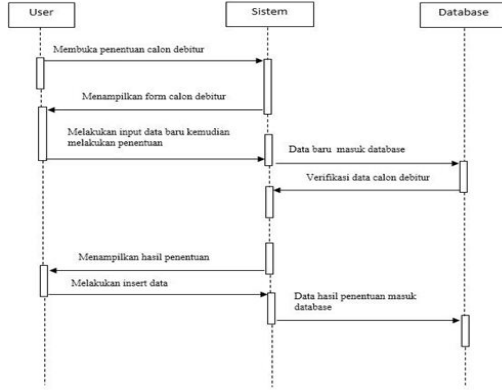 User
Sistem
Database
Membuka penentuan calon debitur
Menampilkan form calon debitur
Melakukan input data baru kemudian
melakukan penentuan
Data baru masuk database
Verifikasi data calon debitur
Menampilkan hasil penentuan
Melakukan insert data
Data hasil penentuan masuk
database